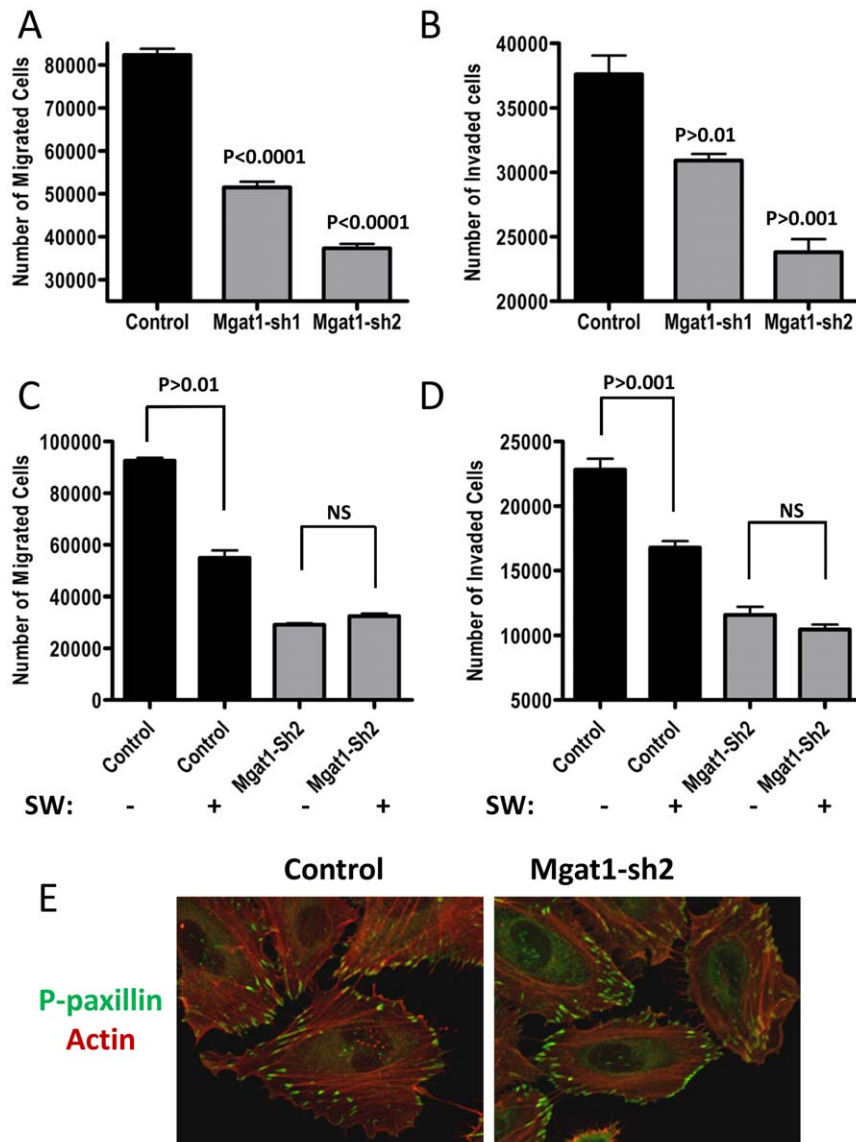 A
Number of Migrated Cells
80000
70000
60000
50000
40000
30000
P<0.0001
P<0.0001
Control
Mgat1-sh1
Mgat1-sh2
B
Number of Invaded cells
40000
35000
30000
25000
20000
P>0.01
P>0.001
Control
Mgat1-sh1
Mgat1-sh2
C
Number of Migrated Cells
100000
80000
60000
40000
20000
0
P>0.01
NS
Control
Control
Mgat1-Sh2
Mgat1-Sh2
SW: - + - +
D
Number of Invaded Cells
25000
20000
15000
10000
5000
P>0.001
NS
Control
Control
Mgat1-Sh2
Mgat1-Sh2
SW: - + - +
E
Control
Mgat1-sh2
P-paxillin
Actin